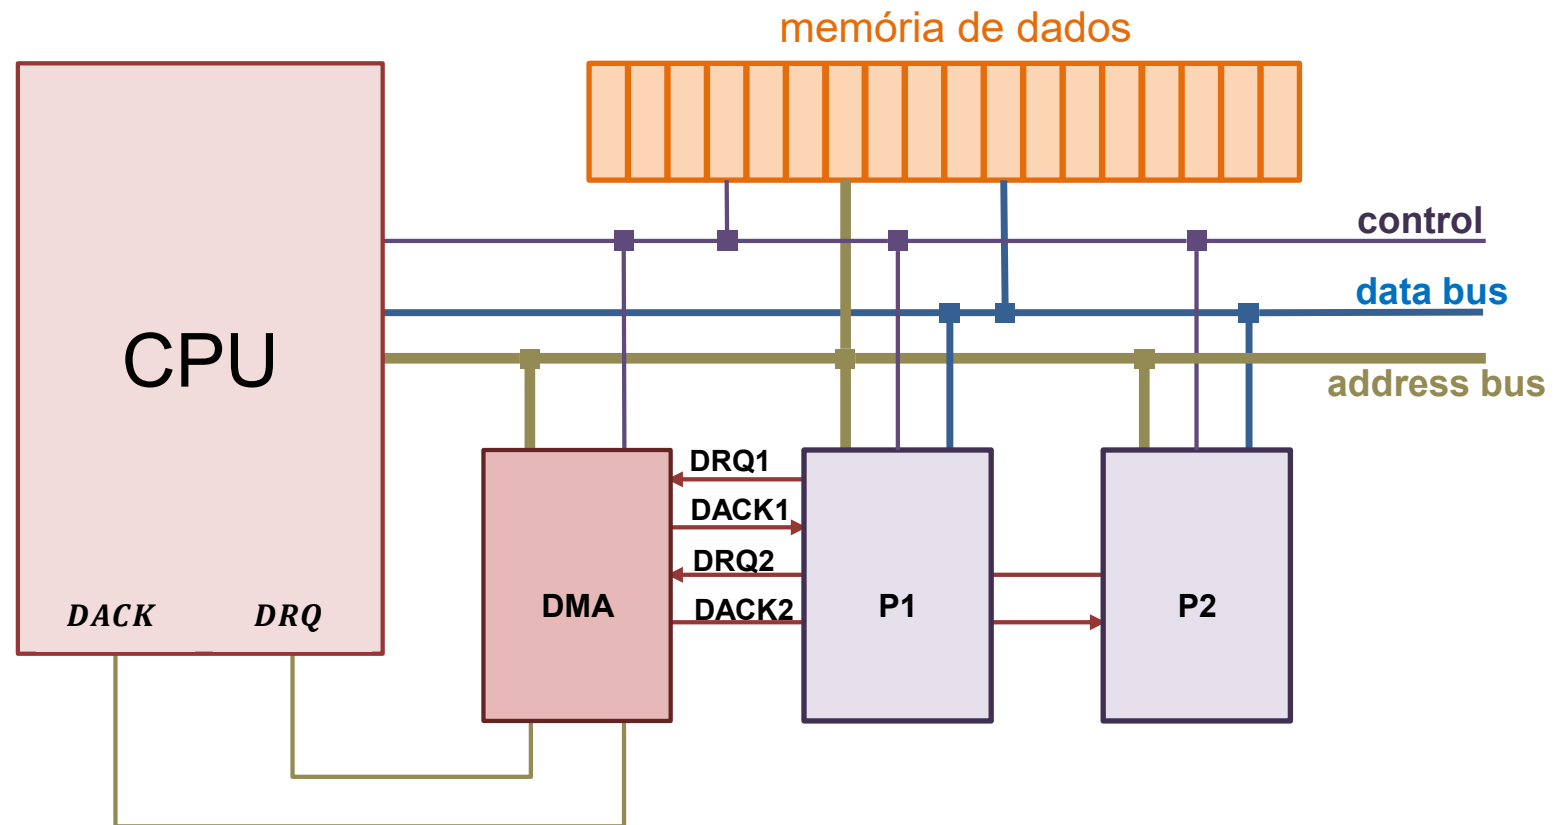 memória de dados
control
data bus
address bus
CPU
DRQ1
DACK1
DRQ2
DACK2
DMA
P1
P2
DACK
DRQ